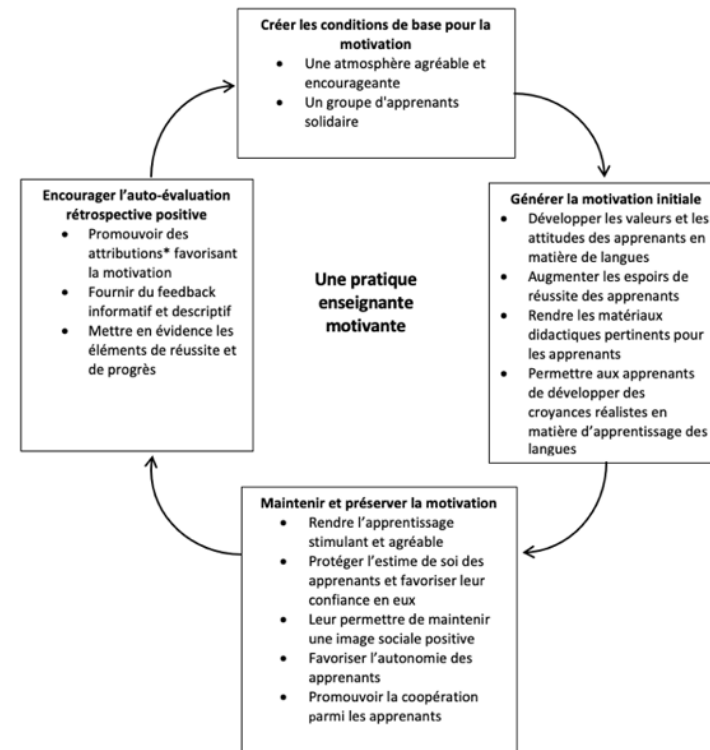 Créer les conditions de base pour la
motivation
• Une atmosphère agréable et
encourageante
• Un groupe d'apprenants
solidaire
Générer la motivation initiale
• Développer les valeurs et les
attitudes des apprenants en
matière de langues
• Augmenter les espoirs de
réussite des apprenants
• Rendre les matériaux
didactiques pertinents pour
les apprenants
• Permettre aux apprenants
de développer des
croyances réalistes en
matière d’apprentissage des
langues
Maintenir et préserver la motivation
• Rendre l’apprentissage
stimulant et agréable
• Protéger l’estime de soi des
apprenants et favoriser leur
confiance en eux
• Leur permettre de maintenir
une image sociale positive
• Favoriser l’autonomie des
apprenants
• Promouvoir la coopération
parmi les apprenants
Encourager l’auto-évaluation
rétrospective positive
• Promouvoir des
attributions* favorisant
la motivation
• Fournir du feedback
informatif et descriptif
• Mettre en évidence les
éléments de réussite et
de progrès
Une pratique
enseignante
motivante